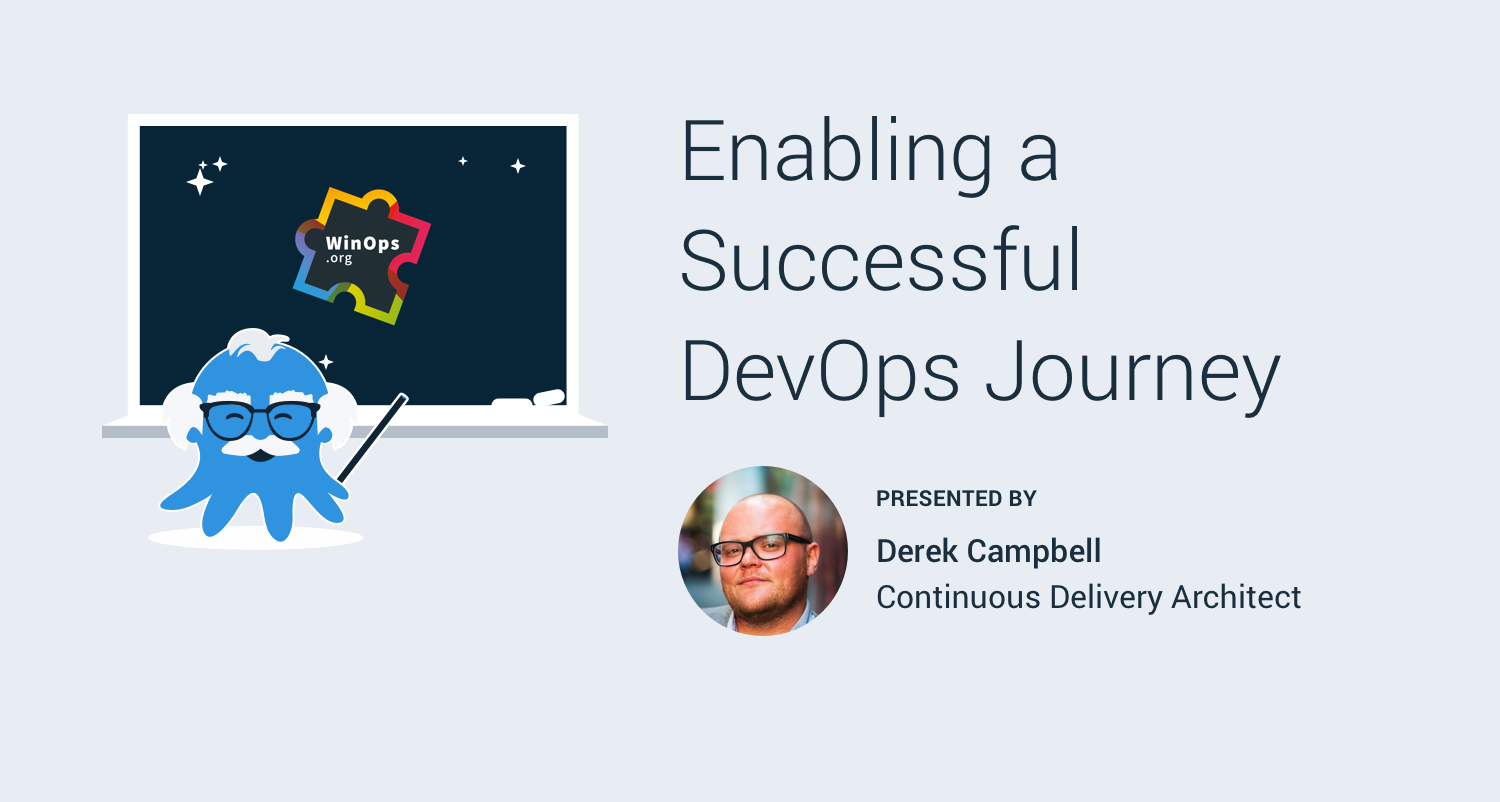 WinOps
.org
Enabling a
Successful
DevOps Journey
PRESENTED BY
Derek Campbell
Continuous Delivery Architect